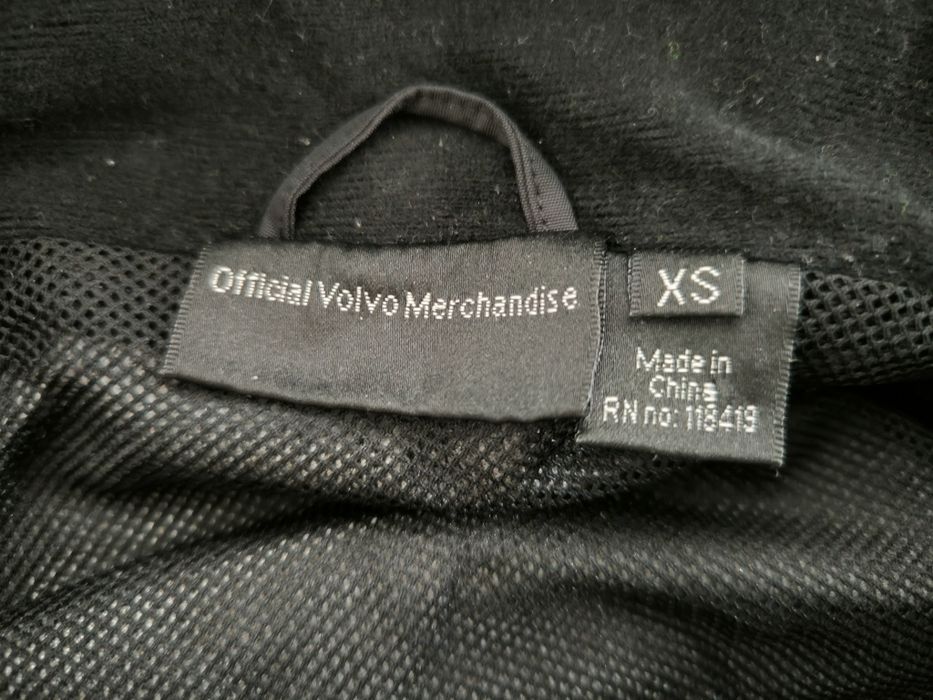 Official Volvo Merchandise
XS
Made in
China
RN no: 118419